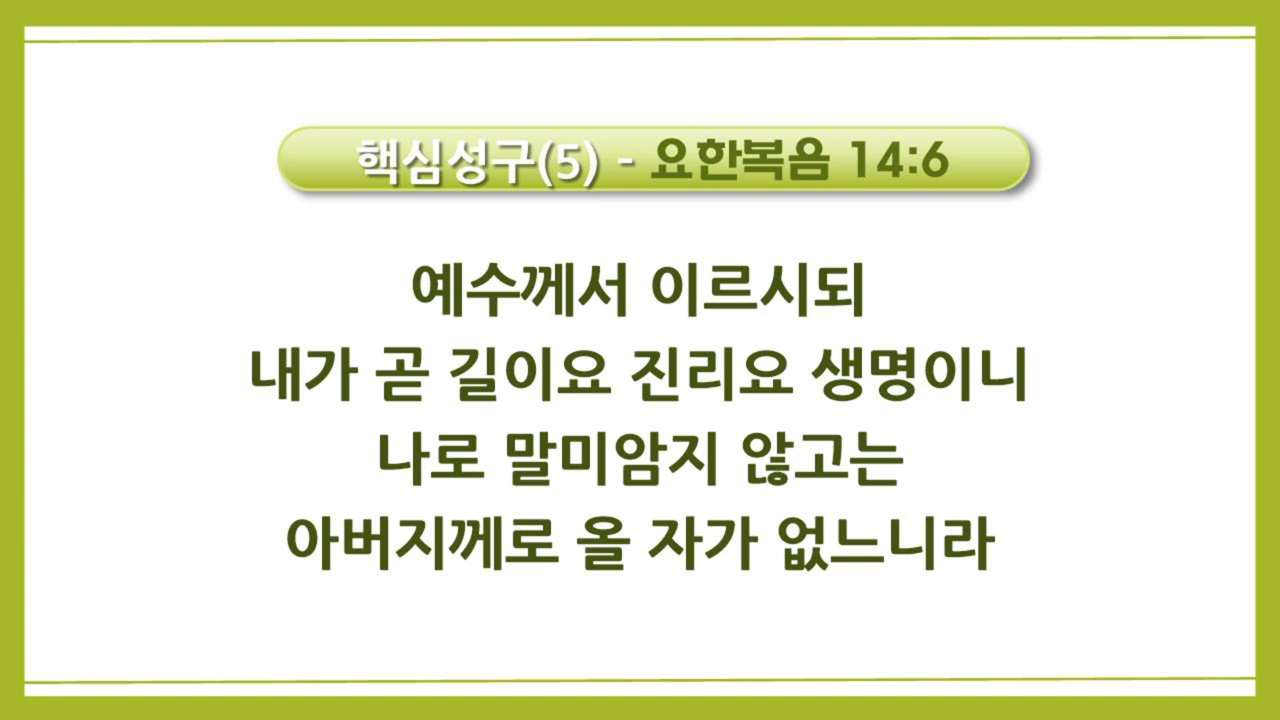 핵심성구(5) - 요한복음 14:6
예수께서 이르시되
내가 곧 길이요 진리요 생명이니
나로 말미암지 않고는
아버지께로 올 자가 없느니라